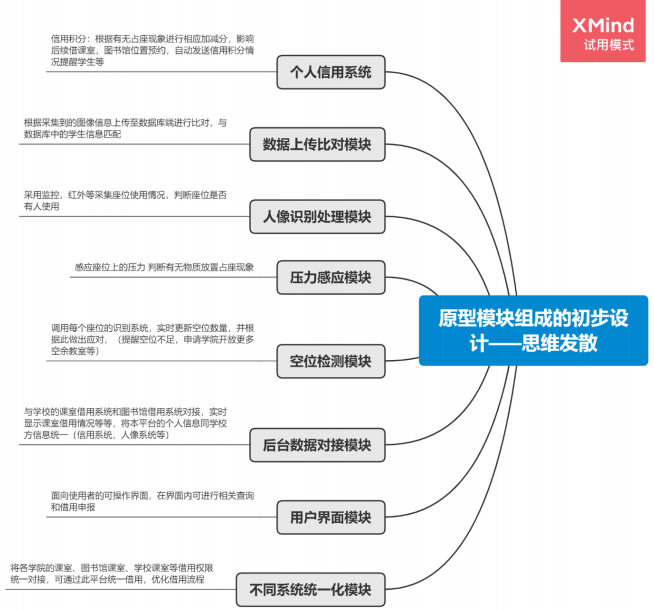 XMind
试用模式
信用积分：根据有无占座现象进行相应加减分，影响
后续借课室，图书馆位置预约，自动发送信用积分情
况提醒学生等
个人信用系统
根据采集到的图像信息上传至数据库端进行比对，与
数据库中的学生信息匹配
数据上传比对模块
采用监控，红外等采集座位使用情况，判断座位是否
有人使用
人像识别处理模块
感应座位上的压力 判断有无物质放置占座现象
压力感应模块
原型模块组成的初步设
计——思维发散
调用每个座位的识别系统，实时更新空位数量，并根
据此做出应对，（提醒空位不足，申请学院开放更多
空余教室等）
空位检测模块
与学校的课室借用系统和图书馆借用系统对接，实时
显示课室借用情况等等，将本平台的个人信息同学校
方信息统一（信用系统，人像系统等）
后台数据对接模块
面向使用者的可操作界面，在界面内可进行相关查询
和借用申报
用户界面模块
将各学院的课室、图书馆课室、学校课室等借用权限
统一对接，可通过此平台统一借用，优化借用流程
不同系统统一化模块